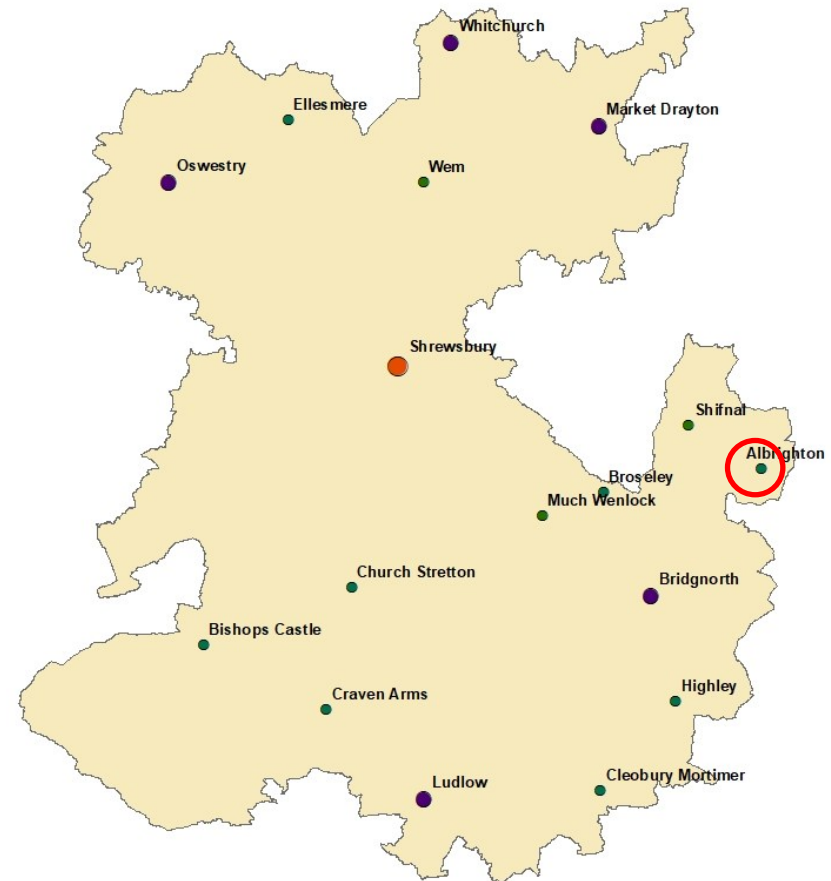 Whitchurch
Ellesmere
Market Drayton
Oswestry
Wem
Shrewsbury
Shifnal
Albrighton
Broseley
Much Wenlock
Church Stretton
Bridgnorth
Bishops Castle
Craven Arms
Highley
Ludlow
Cleobury Mortimer